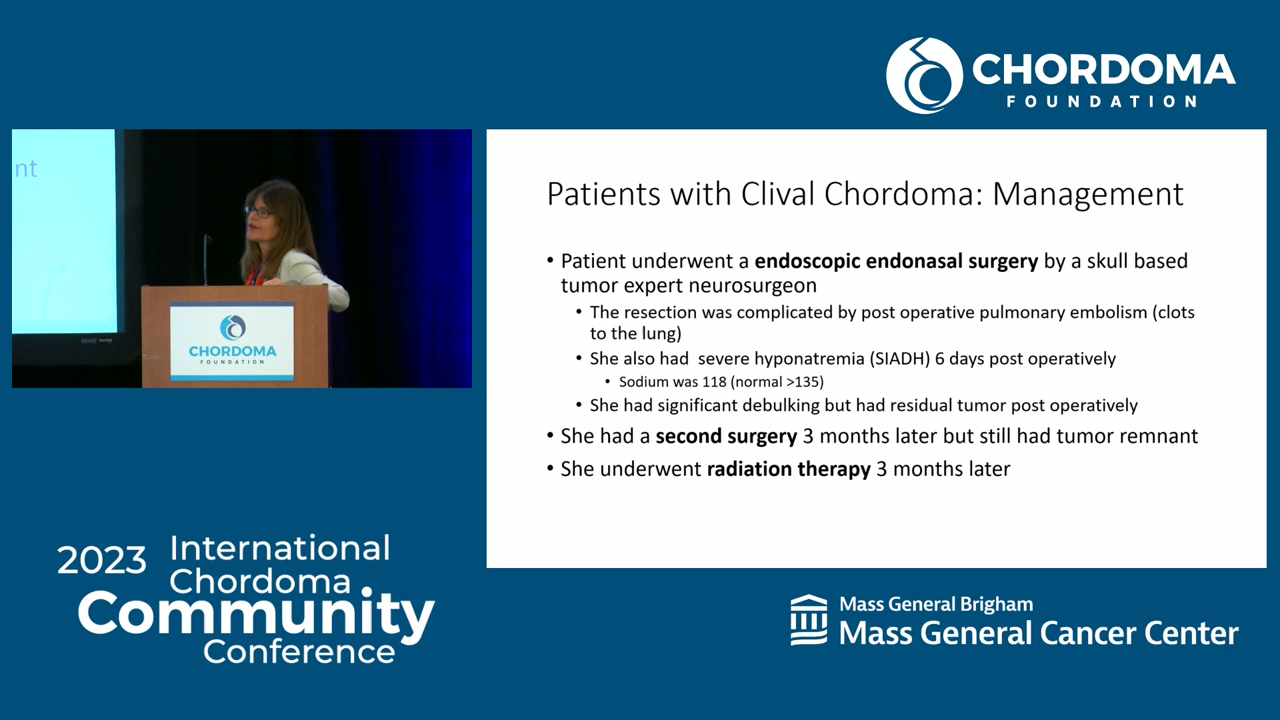 CHORDOMA
FOUNDATION
nt
CHORDOMA
FOUNDATION
Patients with Clival Chordoma: Management
• Patient underwent a endoscopic endonasal surgery by a skull based
tumor expert neurosurgeon
• The resection was complicated by post operative pulmonary embolism (clots
to the lung)
• She also had severe hyponatremia (SIADH) 6 days post operatively
• Sodium was 118 (normal >135)
• She had significant debulking but had residual tumor post operatively
• She had a second surgery 3 months later but still had tumor remnant
• She underwent radiation therapy 3 months later
2023 International
Chordoma
Community
Conference
Mass General Brigham
Mass General Cancer Center